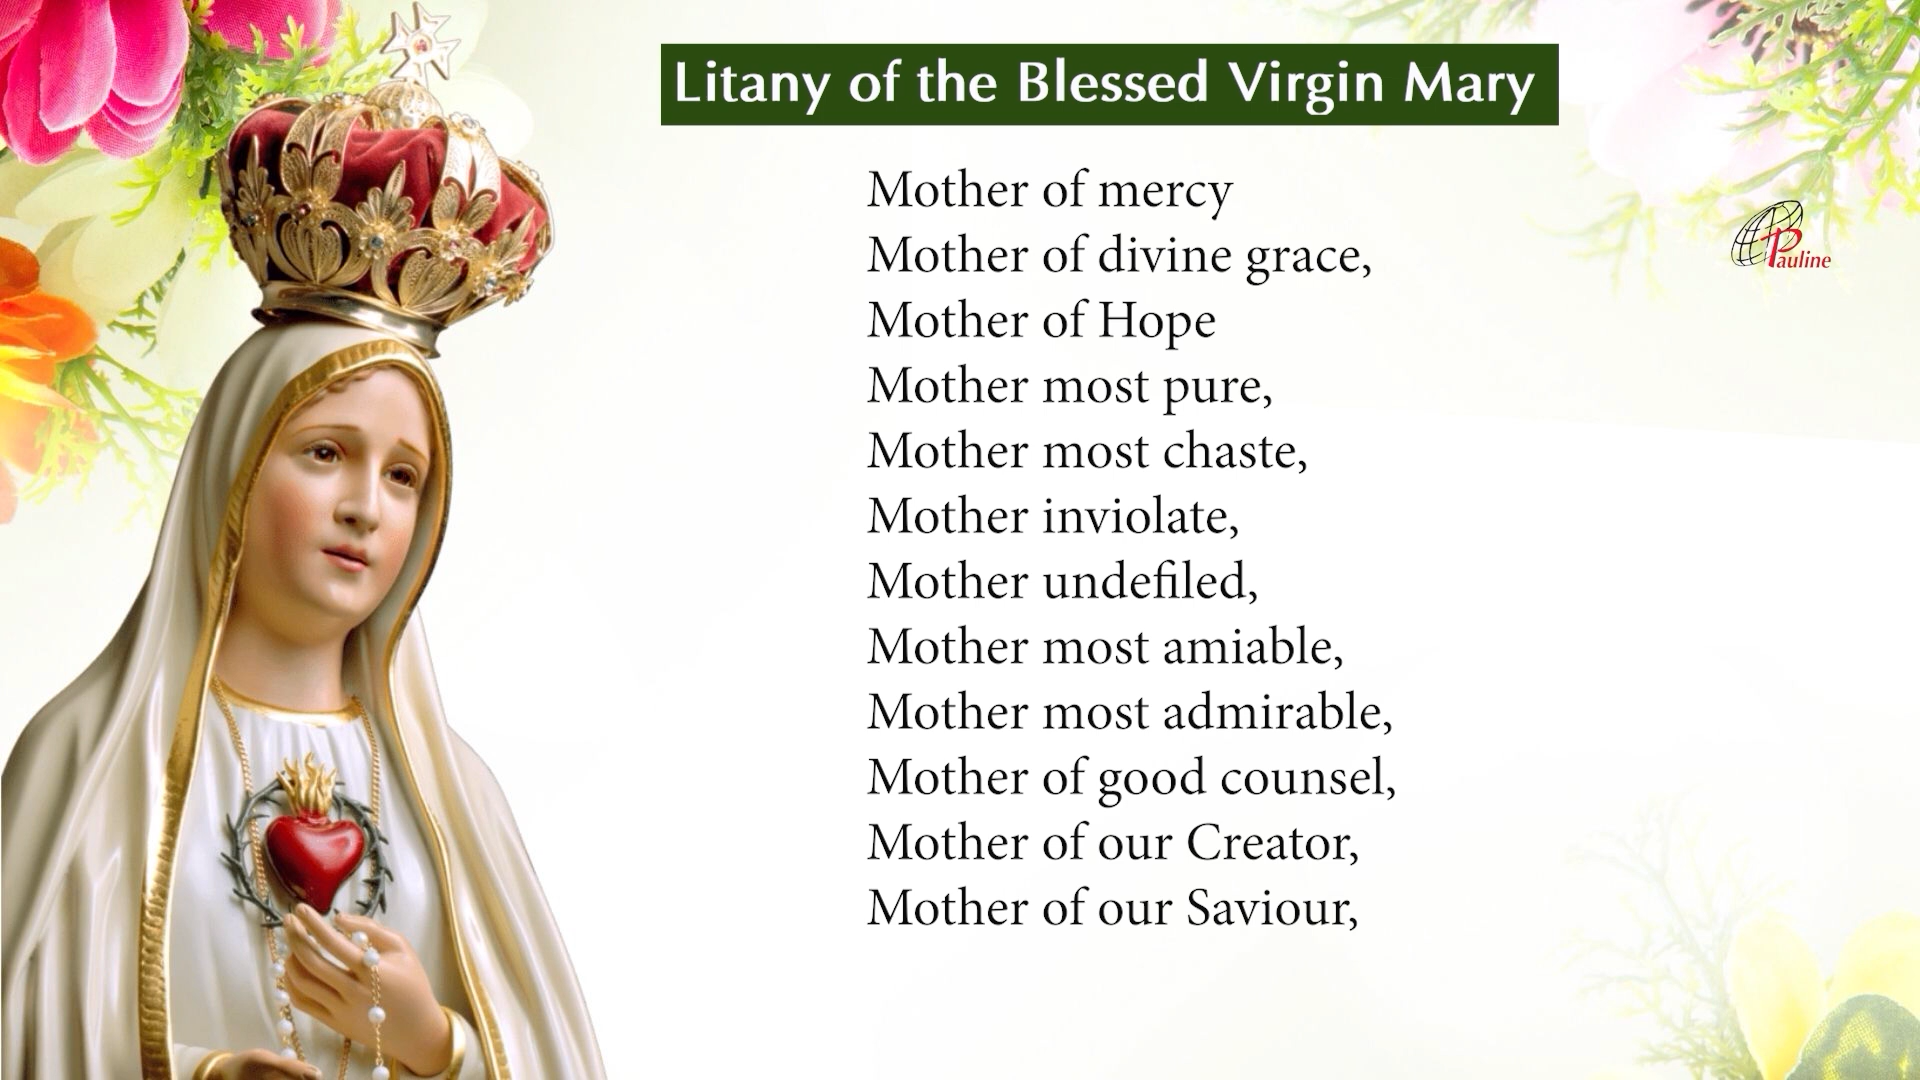 Litany of the Blessed Virgin Mary
Mother of mercy
Mother of divine grace,
Mother of Hope
Mother most pure,
Mother most chaste,
Mother inviolate,
Mother undefiled,
Mother most amiable,
Mother most admirable,
Mother of good counsel,
Mother of our Creator,
Mother of our Saviour,
Pauline